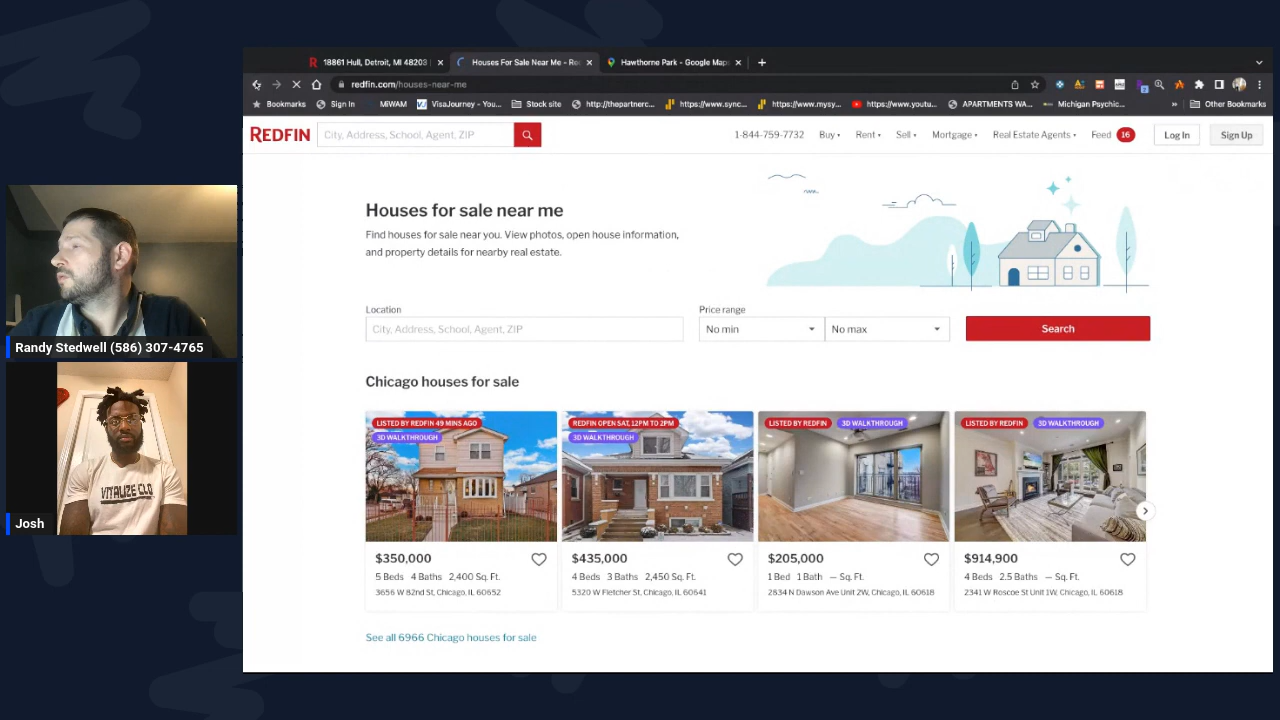 18861 Hull, Detroit, MI 48203
Houses For Sale Near Me - Re
Hawthorne Park - Google Map
redfin.com/houses-near-me
Bookmarks
Sign In
MiWAM
VisaJourney - You...
Stock site
http://thepartnerc...
https://www.sync...
https://www.mysy...
https://www.youtu...
APARTMENTS WA...
Michigan Psychic...
»
Other Bookmarks
REDFIN
City, Address, School, Agent, ZIP
1-844-759-7732
Buy
Rent
Sell
Mortgage
Real Estate Agents
Feed
16
Log In
Sign Up
Houses for sale near me
Find houses for sale near you. View photos, open house information,
and property details for nearby real estate.
Location
City, Address, School, Agent, ZIP
Price range
No min
No max
Search
Chicago houses for sale
LISTED BY REDFIN 49 MINS AGO
3D WALKTHROUGH
$350,000
5 Beds 4 Baths 2,400 Sq. Ft.
3656 W 82nd St, Chicago, IL 60652
REDFIN OPEN SAT, 12PM TO 2PM
3D WALKTHROUGH
$435,000
4 Beds 3 Baths 2,450 Sq. Ft.
5320 W Fletcher St, Chicago, IL 60641
LISTED BY REDFIN
3D WALKTHROUGH
$205,000
1 Bed 1 Bath — Sq. Ft.
2834 N Dawson Ave Unit 2W, Chicago, IL 60618
LISTED BY REDFIN
3D WALKTHROUGH
$914,900
4 Beds 2.5 Baths — Sq. Ft.
2341 W Roscoe St Unit 1W, Chicago, IL 60618
See all 6966 Chicago houses for sale
Randy Stedwell (586) 307-4765
VITALIZE CLO
Josh